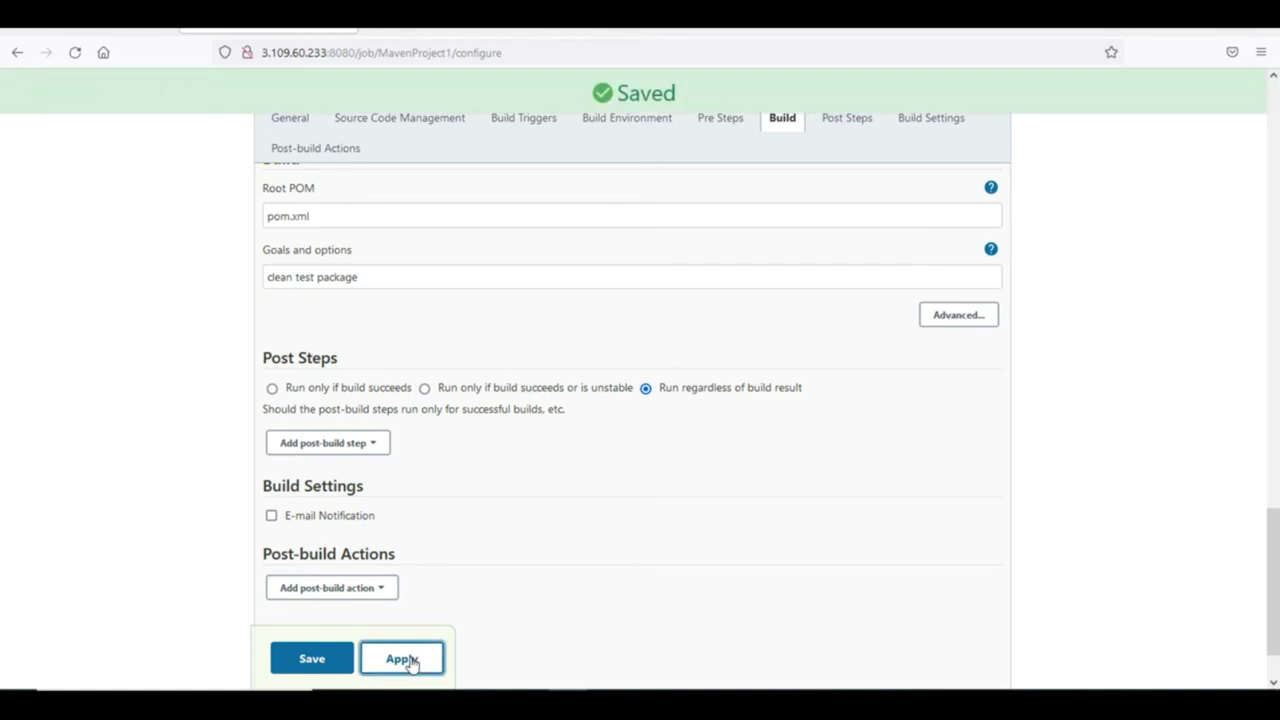 3.109.60.233:8080/job/MavenProject1/configure
Saved
General Source Code Management Build Triggers Build Environment Pre Steps Build Post Steps Build Settings
Post-build Actions
Build
Root POM
?
pom.xml
Goals and options
?
clean test package
Advanced...
Post Steps
Run only if build succeeds Run only if build succeeds or is unstable Run regardless of build result
Should the post-build steps run only for successful builds, etc.
Add post-build step
Build Settings
E-mail Notification
Post-build Actions
Add post-build action
Save Apply